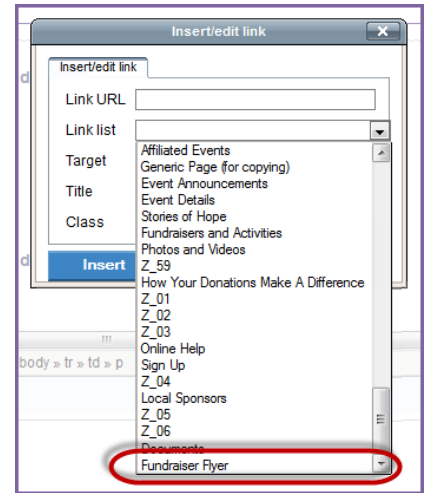 Insert/edit link
Insert/edit link
Link URL
Link list
Target
Title
Class
Insert
Affiliated Events
Generic Page (for copying)
Event Announcements
Event Details
Stories of Hope
Fundraisers and Activities
Photos and Videos
Z_59
How Your Donations Make A Difference
Z_01
Z_02
Z_03
Online Help
Sign Up
Z_04
Local Sponsors
Z_05
Z_06
Documents
Fundraiser Flyer
d
d
body » tr » td » p